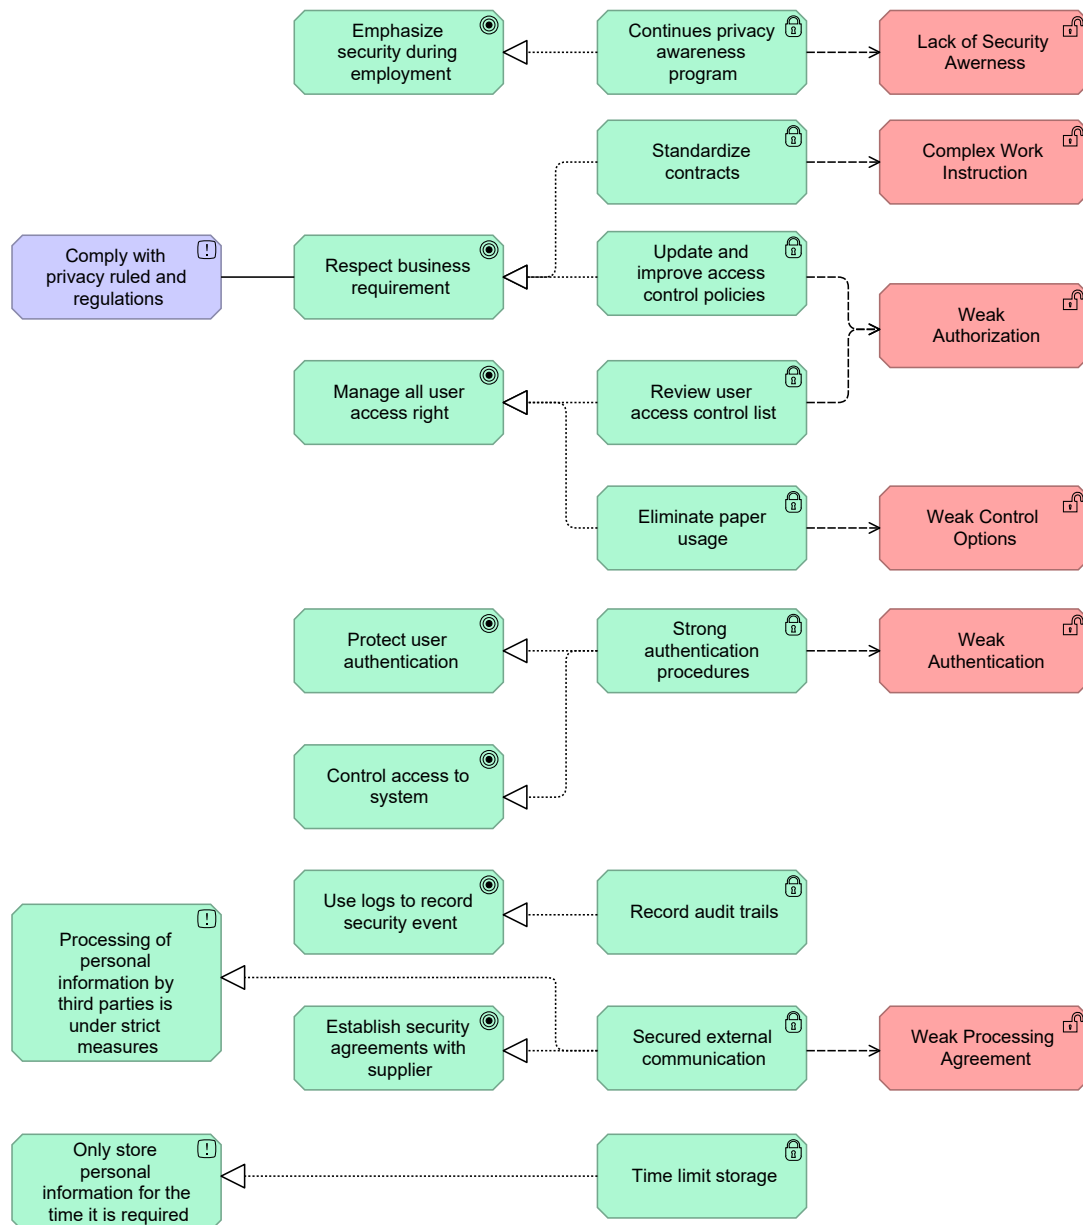 Emphasize
security during
employment
Continues privacy
awareness
program
Lack of Security
Awerness
Standardize
contracts
Complex Work
Instruction
Comply with
privacy ruled and
regulations
Respect business
requirement
Update and
improve access
control policies
Weak
Authorization
Manage all user
access right
Review user
access control list
Eliminate paper
usage
Weak Control
Options
Protect user
authentication
Strong
authentication
procedures
Weak
Authentication
Control access to
system
Use logs to record
security event
Record audit trails
Processing of
personal
information by
third parties is
under strict
measures
Establish security
agreements with
supplier
Secured external
communication
Weak Processing
Agreement
Only store
personal
information for the
time it is required
Time limit storage